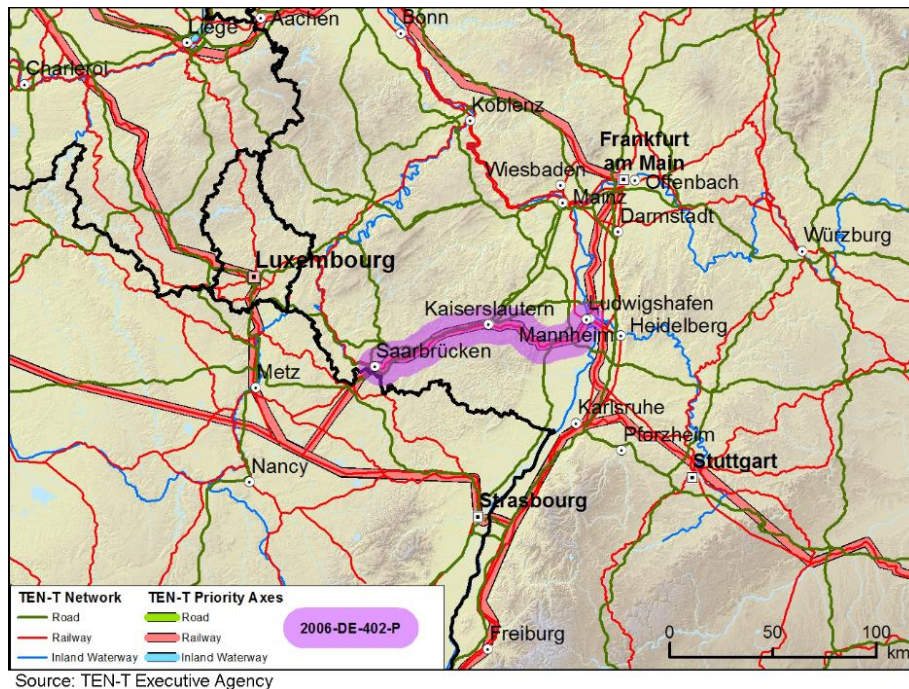 Liege
Aachen
Bonn
Charleroi
Koblenz
Frankfurt
am Main
Wiesbaden
Offenbach
Mainz
Darmstadt
Würzburg
Luxembourg
Kaiserslautern
Ludwigshafen
Mannheim
Heidelberg
Saarbrücken
Metz
Karlsruhe
Pforzheim
Nancy
Stuttgart
Strasbourg
Freiburg
TEN-T Network
Road
Railway
Inland Waterway
TEN-T Priority Axes
Road
Railway
Inland Waterway
2006-DE-402-P
0 50 100
km
Source: TEN-T Executive Agency